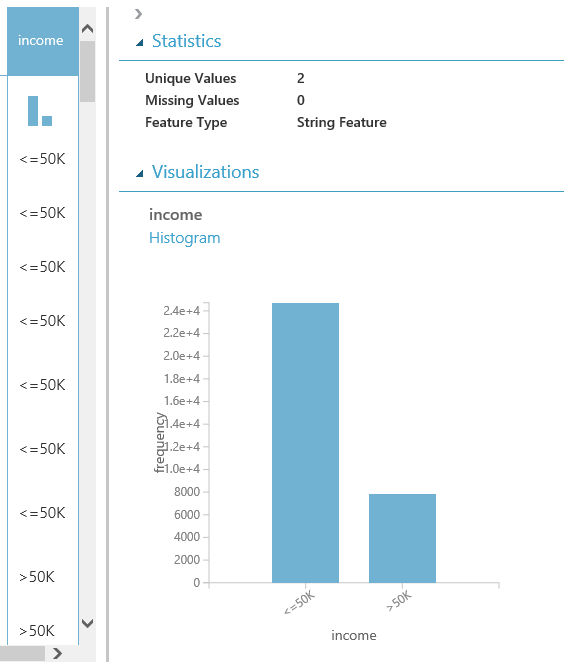 income
<=50K
<=50K
<=50K
<=50K
<=50K
<=50K
<=50K
>50K
>50K
Statistics
Unique Values 2
Missing Values 0
Feature Type String Feature
Visualizations
income
Histogram
frequency
2.4e+4
2.2e+4
2.0e+4
1.8e+4
1.6e+4
1.4e+4
1.2e+4
1.0e+4
8000
6000
4000
2000
0
<=50K
>50K
income